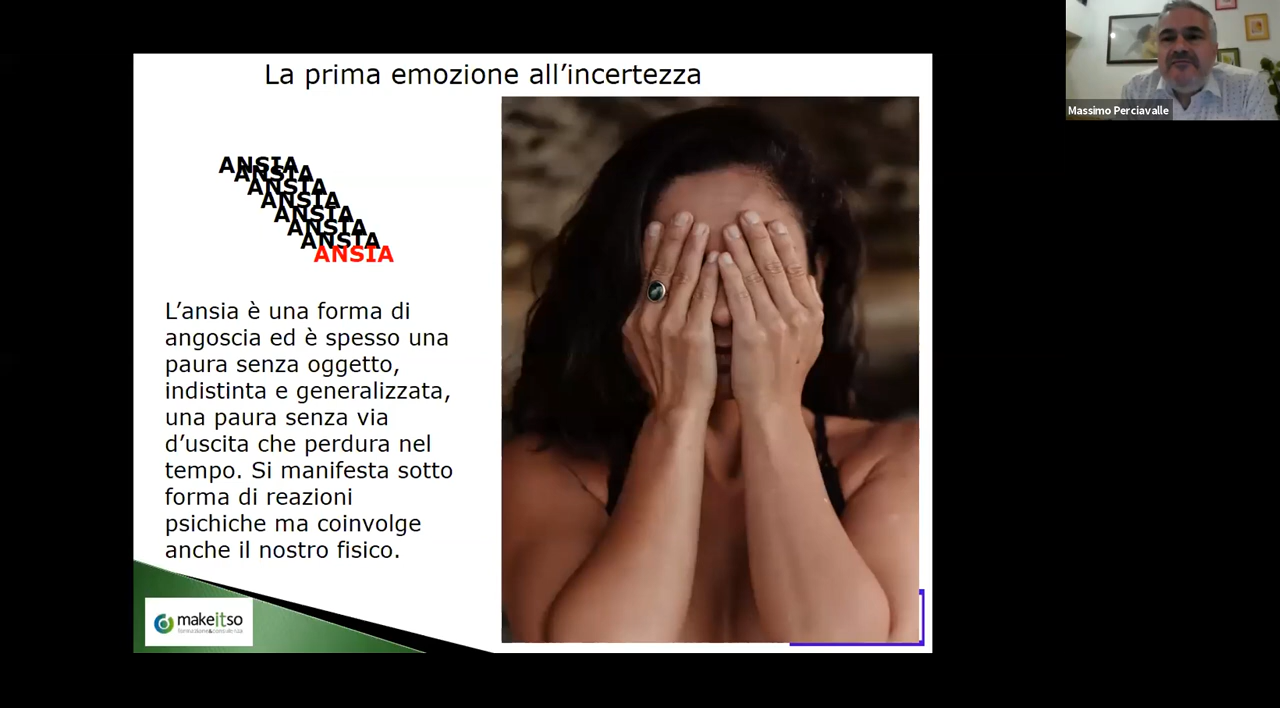 La prima emozione all’incertezza
Massimo Perciavalle
ANSIA
ANSIA
ANSIA
ANSIA
ANSIA
ANSIA
ANSIA
ANSIA
L’ansia è una forma di
angoscia ed è spesso una
paura senza oggetto,
indistinta e generalizzata,
una paura senza via
d’uscita che perdura nel
tempo. Si manifesta sotto
forma di reazioni
psichiche ma coinvolge
anche il nostro fisico.
makeitso
formazione&consulenza